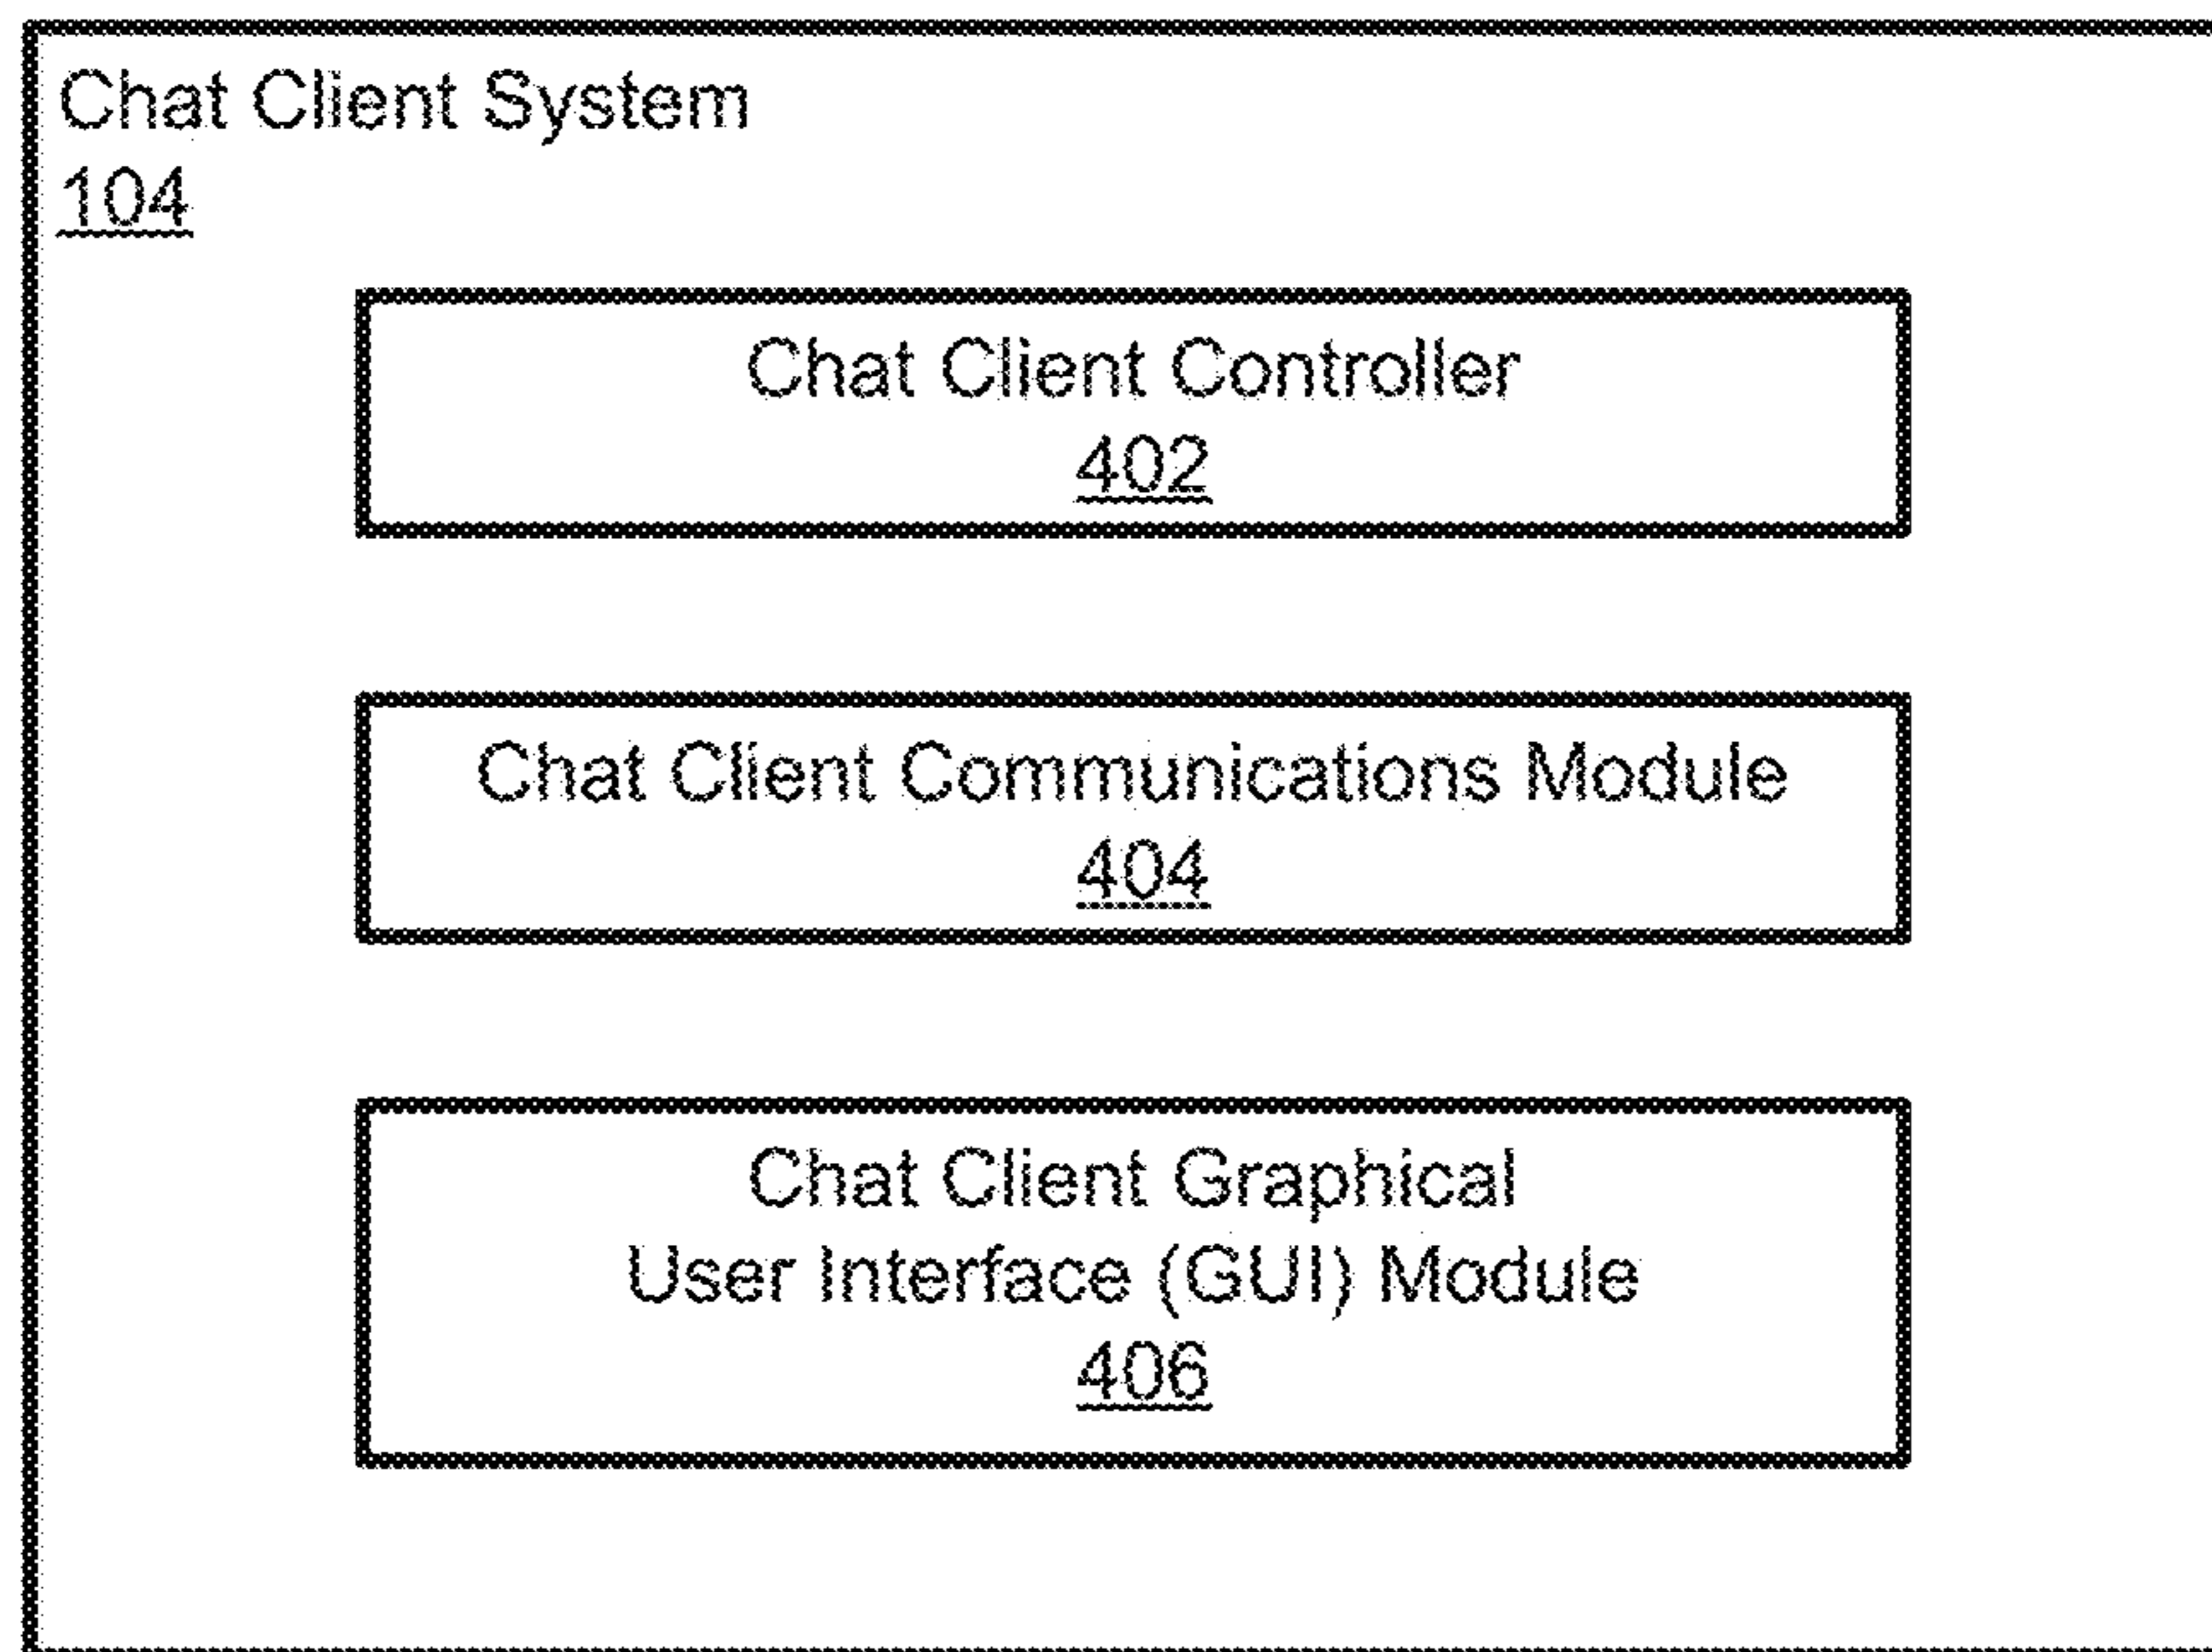 Chat Client System
104
Chat Client Controller
402
Chat Client Communications Module
404
Chat Client Graphical
User Interface (GUI) Module
406